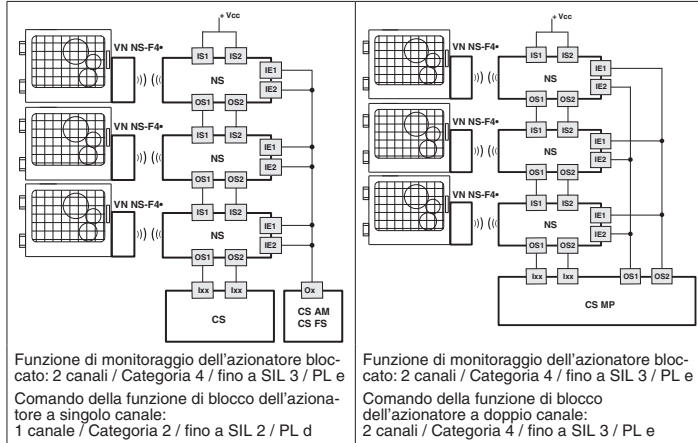 + Vcc
VN NS-F4•
IS1 IS2
NS
IE1
IE2
OS1 OS2
VN NS-F4•
IS1 IS2
NS
IE1
IE2
OS1 OS2
VN NS-F4•
IS1 IS2
NS
IE1
IE2
OS1 OS2
Ixx Ixx
Ox
CS
CS AM
CS FS
Funzione di monitoraggio dell'azionatore bloc-
cato: 2 canali / Categoria 4 / fino a SIL 3 / PL e
Comando della funzione di blocco dell'aziona-
tore a singolo canale:
1 canale / Categoria 2 / fino a SIL 2 / PL d
+ Vcc
VN NS-F4•
IS1 IS2
NS
IE1
IE2
OS1 OS2
VN NS-F4•
IS1 IS2
NS
IE1
IE2
OS1 OS2
VN NS-F4•
IS1 IS2
NS
IE1
IE2
OS1 OS2
Ixx Ixx
OS1 OS2
CS MP
Funzione di monitoraggio dell'azionatore bloc-
cato: 2 canali / Categoria 4 / fino a SIL 3 / PL e
Comando della funzione di blocco
dell'azionatore a doppio canale:
2 canali / Categoria 4 / fino a SIL 3 / PL e